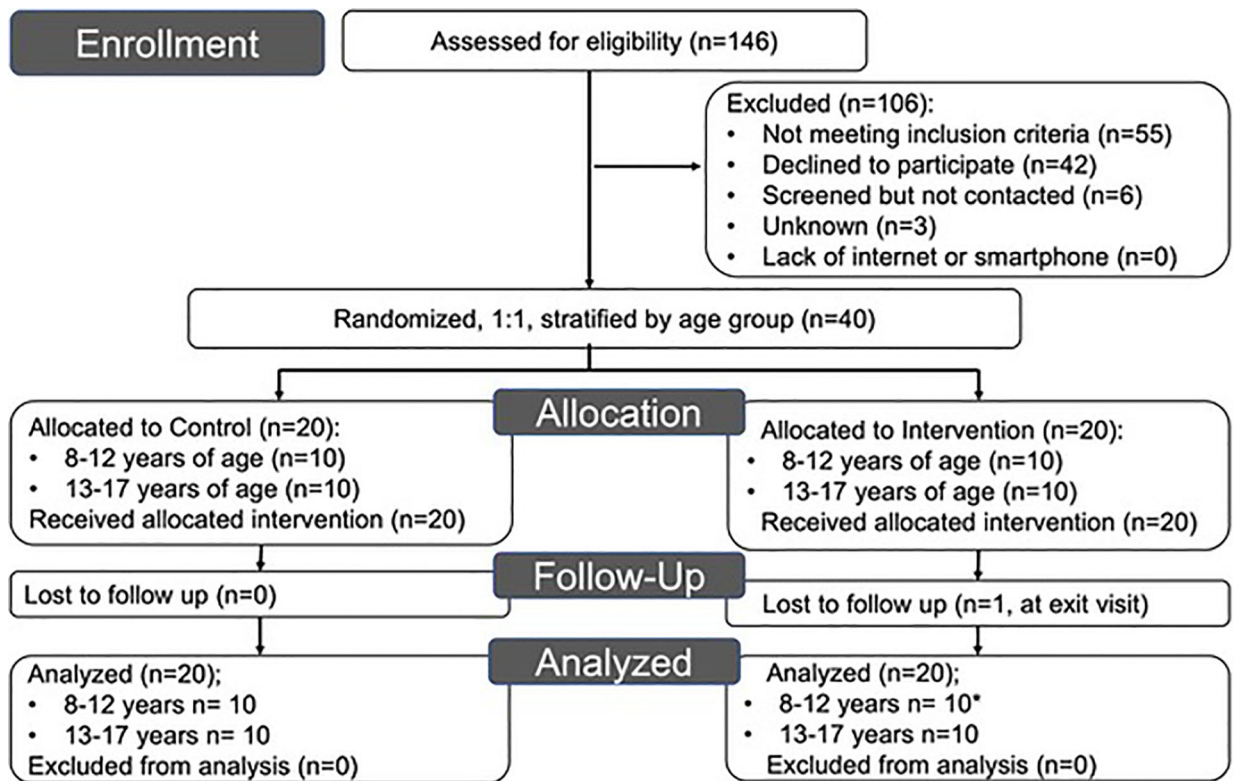 Enrollment
Assessed for eligibility (n=146)
Excluded (n=106):
• Not meeting inclusion criteria (n=55)
• Declined to participate (n=42)
• Screened but not contacted (n=6)
• Unknown (n=3)
• Lack of internet or smartphone (n=0)
Randomized, 1:1, stratified by age group (n=40)
Allocation
Allocated to Control (n=20):
• 8-12 years of age (n=10)
• 13-17 years of age (n=10)
Received allocated intervention (n=20)
Allocated to Intervention (n=20):
• 8-12 years of age (n=10)
• 13-17 years of age (n=10)
Received allocated intervention (n=20)
Follow-Up
Lost to follow up (n=0)
Lost to follow up (n=1, at exit visit)
Analyzed
Analyzed (n=20);
• 8-12 years n= 10
• 13-17 years n= 10
Excluded from analysis (n=0)
Analyzed (n=20);
• 8-12 years n= 10*
• 13-17 years n=10
Excluded from analysis (n=0)